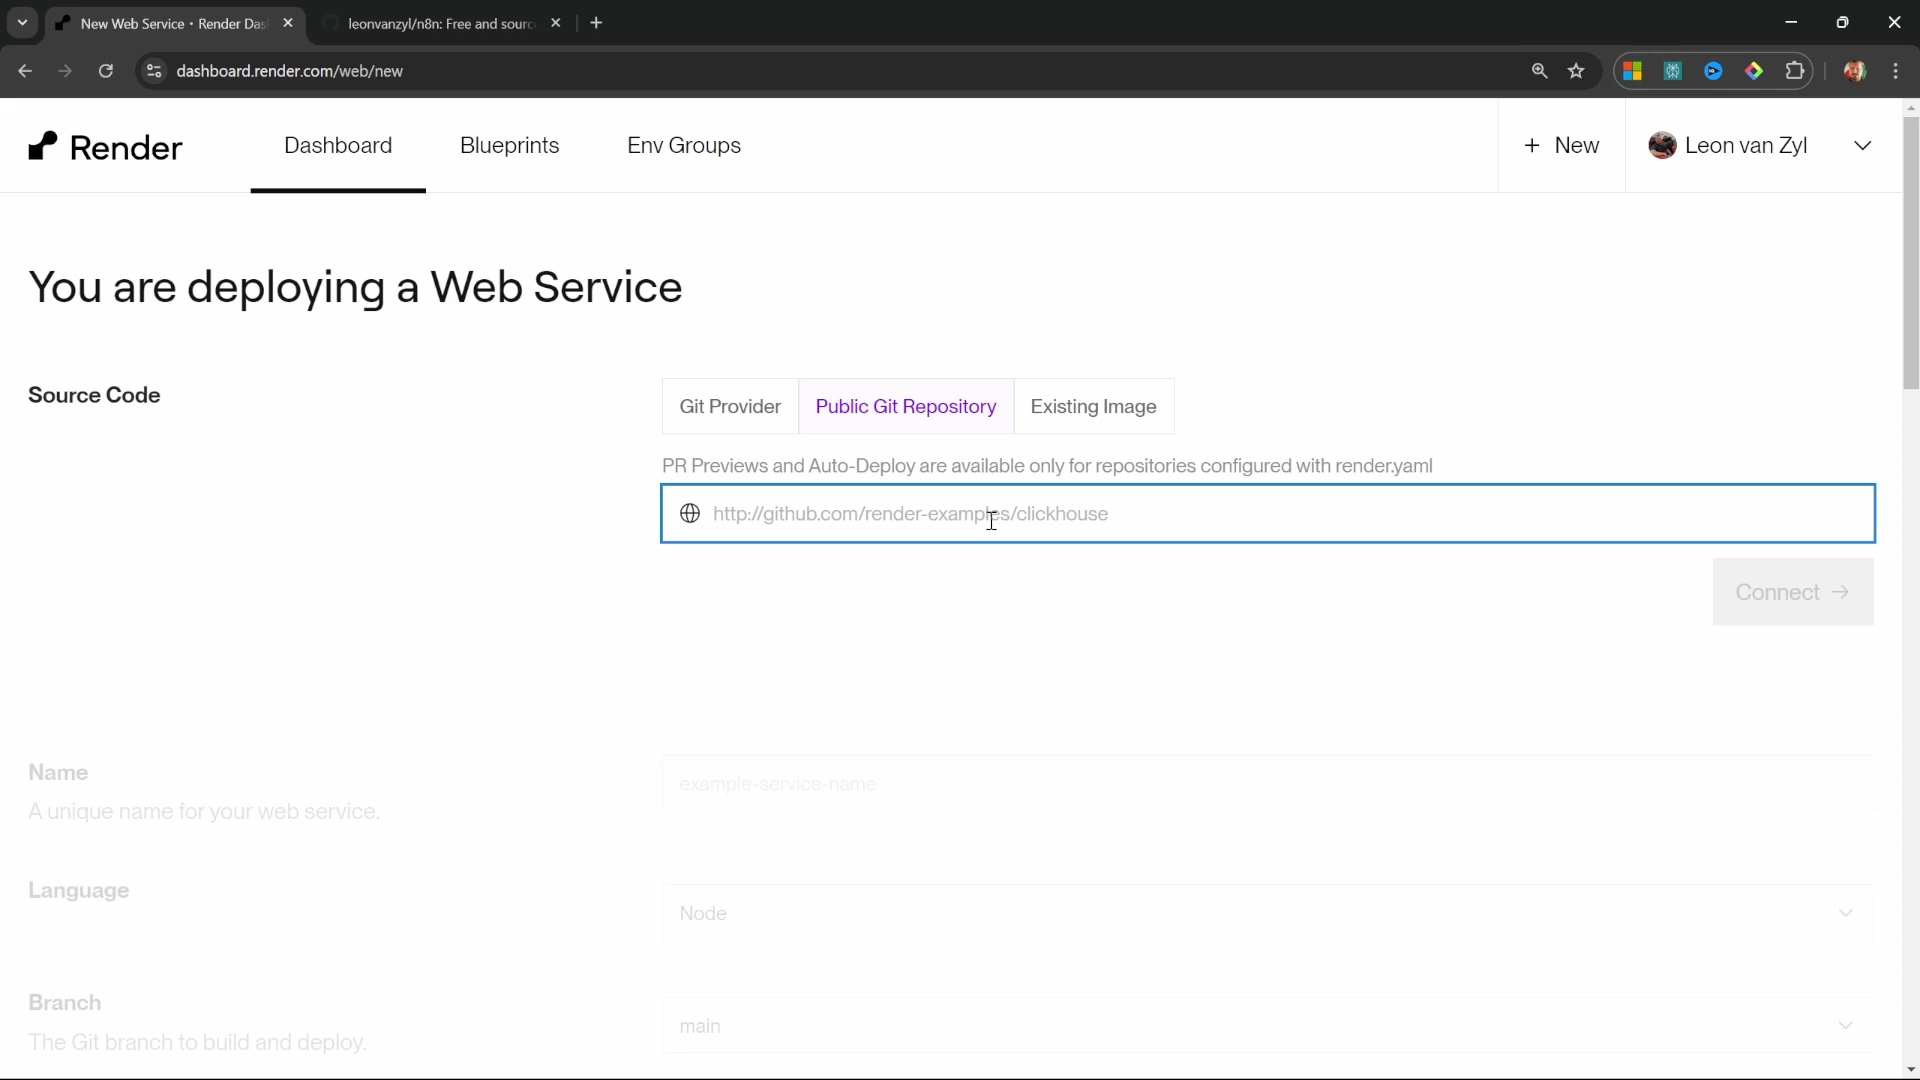 New Web Service · Render Das
leonvanzyl/n8n: Free and sourc
dashboard.render.com/web/new
Render
Dashboard
Blueprints
Env Groups
+ New
Leon van Zyl
You are deploying a Web Service
Source Code
Git Provider
Public Git Repository
Existing Image
PR Previews and Auto-Deploy are available only for repositories configured with render.yaml
http://github.com/render-examples/clickhouse
Connect →
Name
A unique name for your web service.
example-service-name
Language
Node
Branch
The Git branch to build and deploy.
main